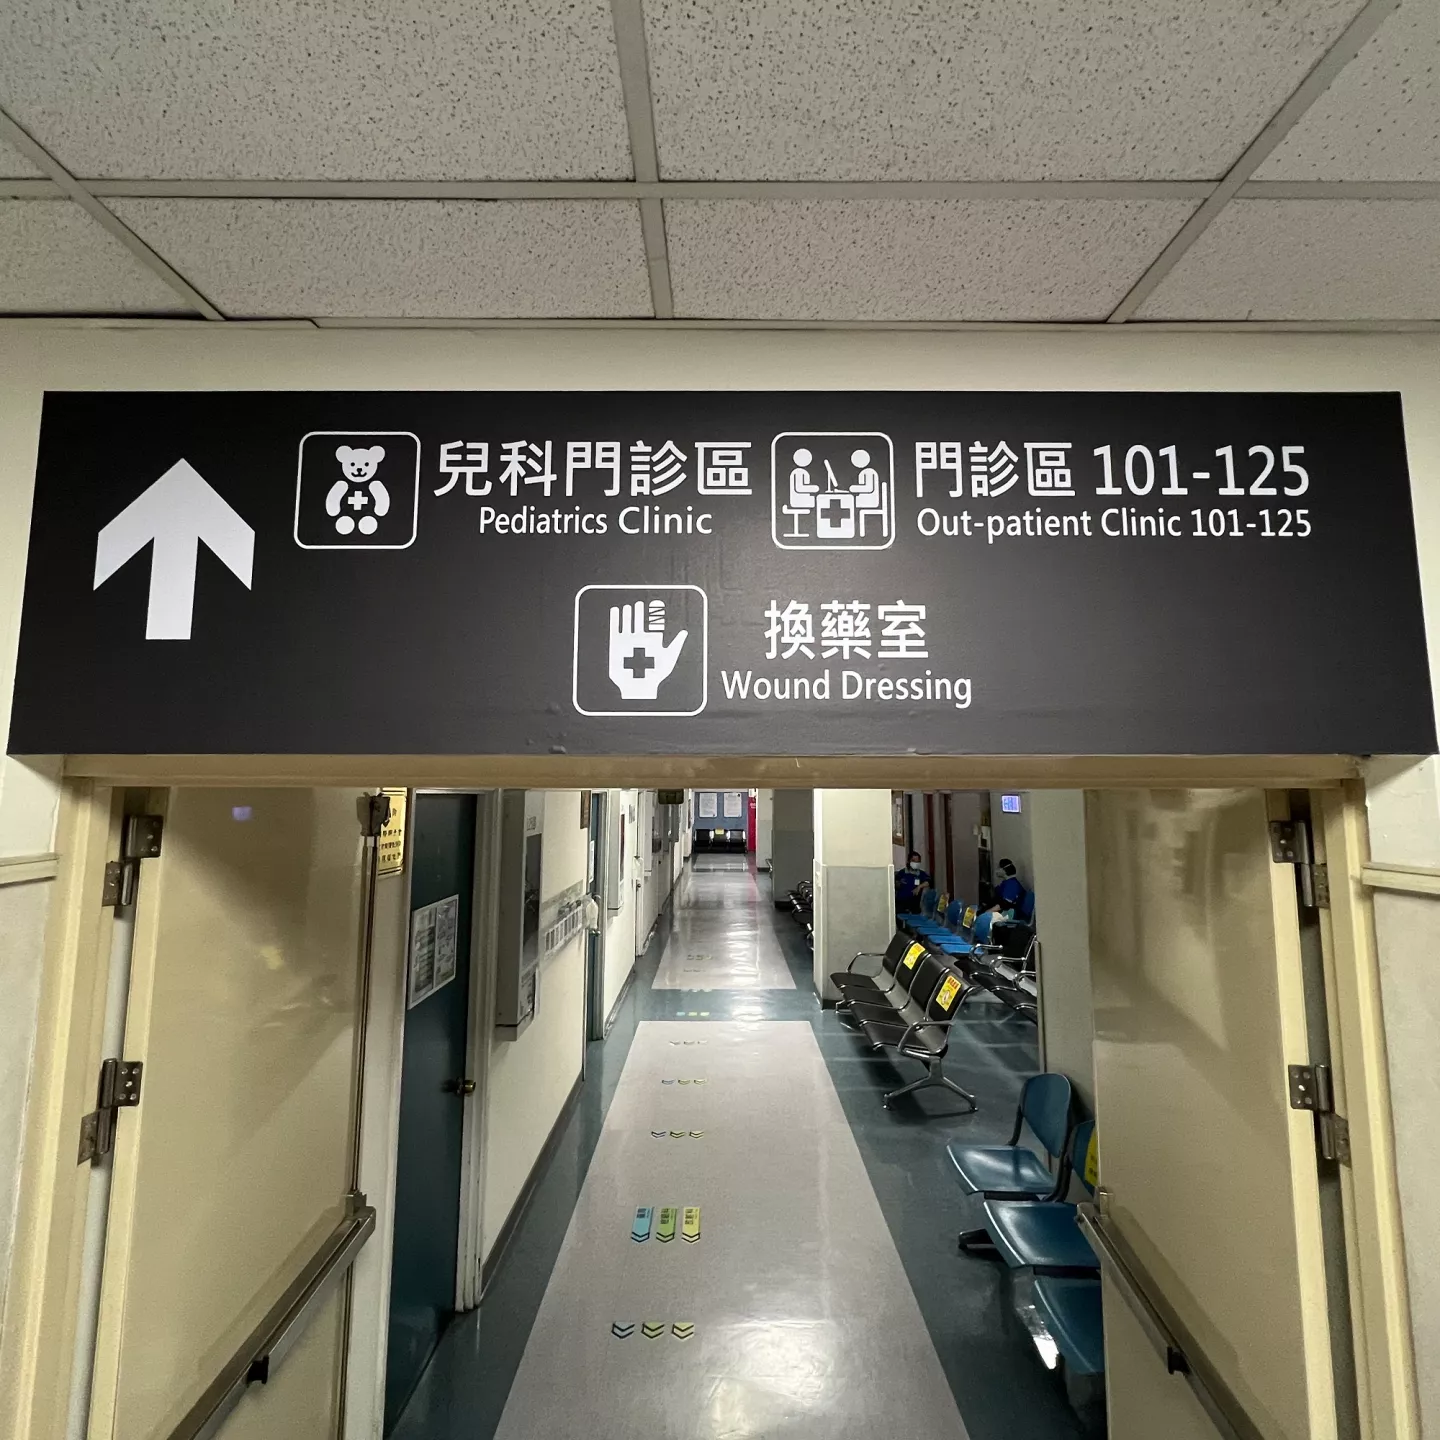 兒科門診區
Pediatrics Clinic
門診區 101-125
Out-patient Clinic 101-125
換藥室
Wound Dressing